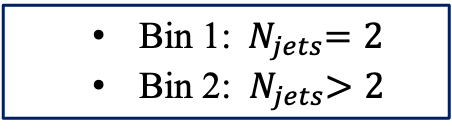 • Bin 1: N_jets = 2
• Bin 2: N_jets > 2